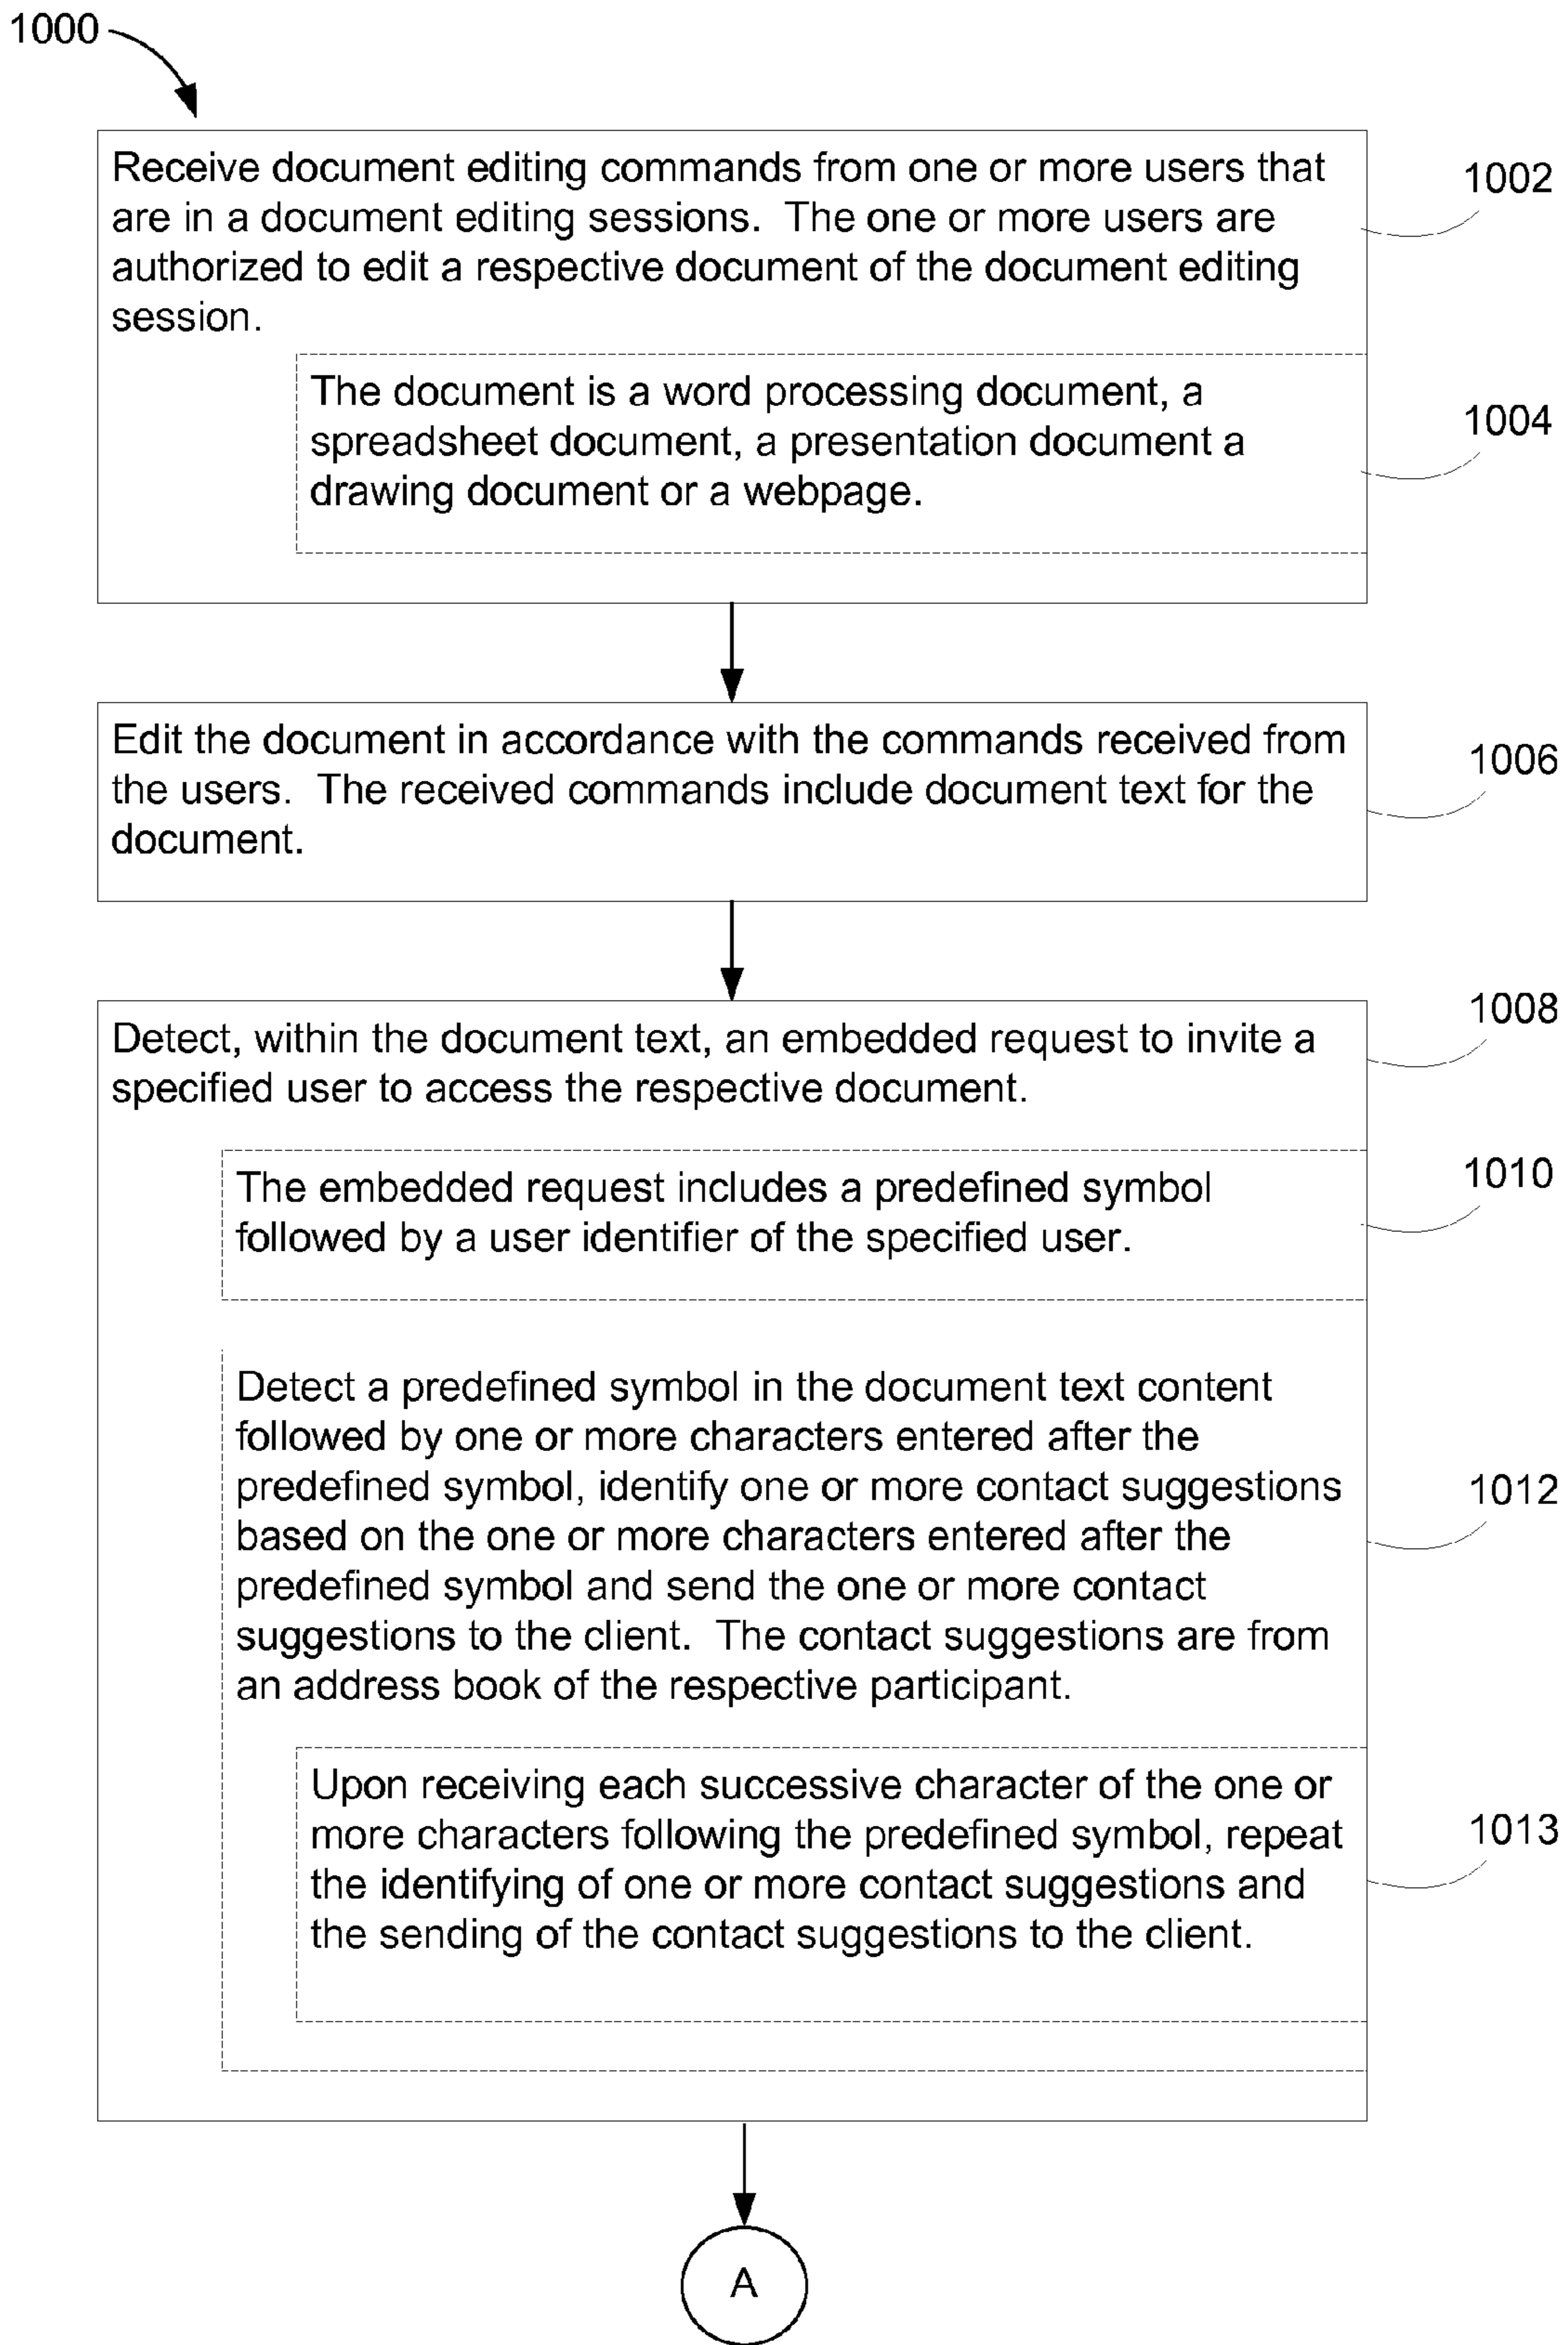 1000
Receive document editing commands from one or more users that
are in a document editing sessions. The one or more users are
authorized to edit a respective document of the document editing
session.
1002
The document is a word processing document, a
spreadsheet document, a presentation document a
drawing document or a webpage.
1004
Edit the document in accordance with the commands received from
the users. The received commands include document text for the
document.
1006
Detect, within the document text, an embedded request to invite a
specified user to access the respective document.
1008
The embedded request includes a predefined symbol
followed by a user identifier of the specified user.
1010
Detect a predefined symbol in the document text content
followed by one or more characters entered after the
predefined symbol, identify one or more contact suggestions
based on the one or more characters entered after the
predefined symbol and send the one or more contact
suggestions to the client. The contact suggestions are from
an address book of the respective participant.
1012
Upon receiving each successive character of the one or
more characters following the predefined symbol, repeat
the identifying of one or more contact suggestions and
the sending of the contact suggestions to the client.
1013
A